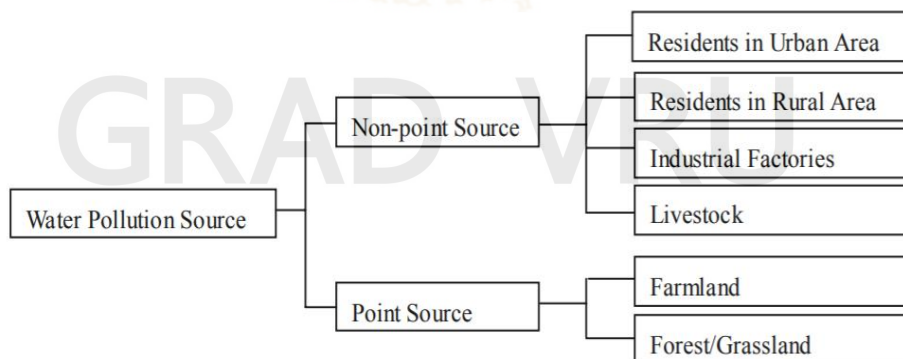 Residents in Urban Area
Residents in Rural Area
Non-point Source
Industrial Factories
Livestock
Water Pollution Source
Farmland
Point Source
Forest/Grassland
GRAD VRU